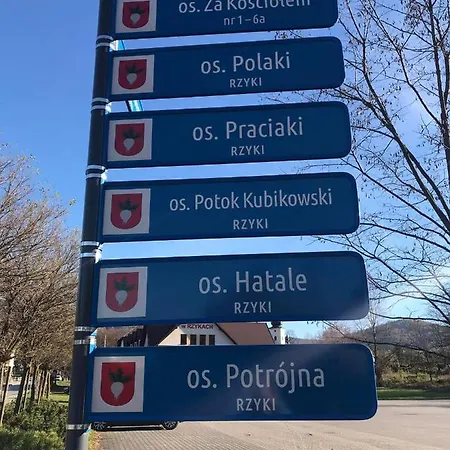 os. Za Kościołem
nr 1-6a
os. Polaki
RZYKI
os. Praciaki
RZYKI
os. Potok Kubikowski
RZYKI
os. Hatale
RZYKI
W RZYKACH
os. Potrójna
RZYKI